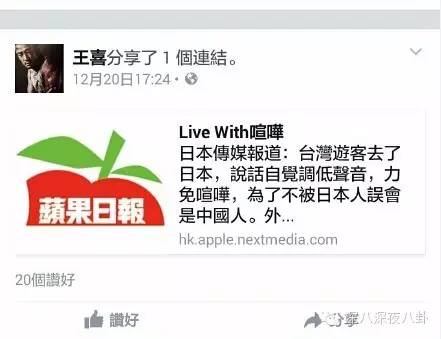 王喜分享了 1 個連結。
12月20日17:24 ·
Live With喧嘩
日本傳媒報道：台灣遊客去了
日本，說話自覺調低聲音，力
免喧嘩，為了不被日本人誤會
是中國人。外...
hk.apple.nextmedia.com
蘋果日報
20個讚好
讚好
分享
深八深夜八卦